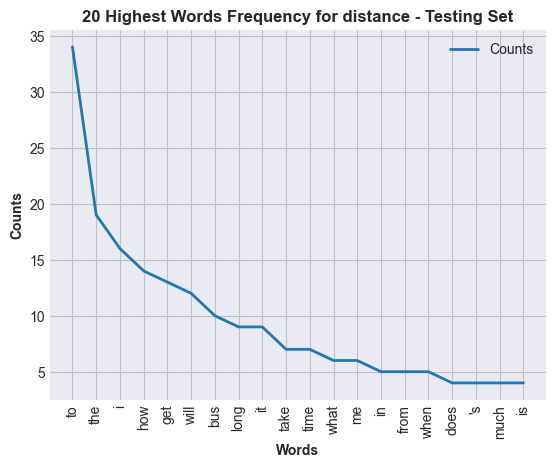 20 Highest Words Frequency for distance - Testing Set
Counts
35
30
25
20
15
10
5
Counts
to
the
i
how
get
will
bus
long
it
take
time
what
me
in
from
when
does
's
much
is
Words